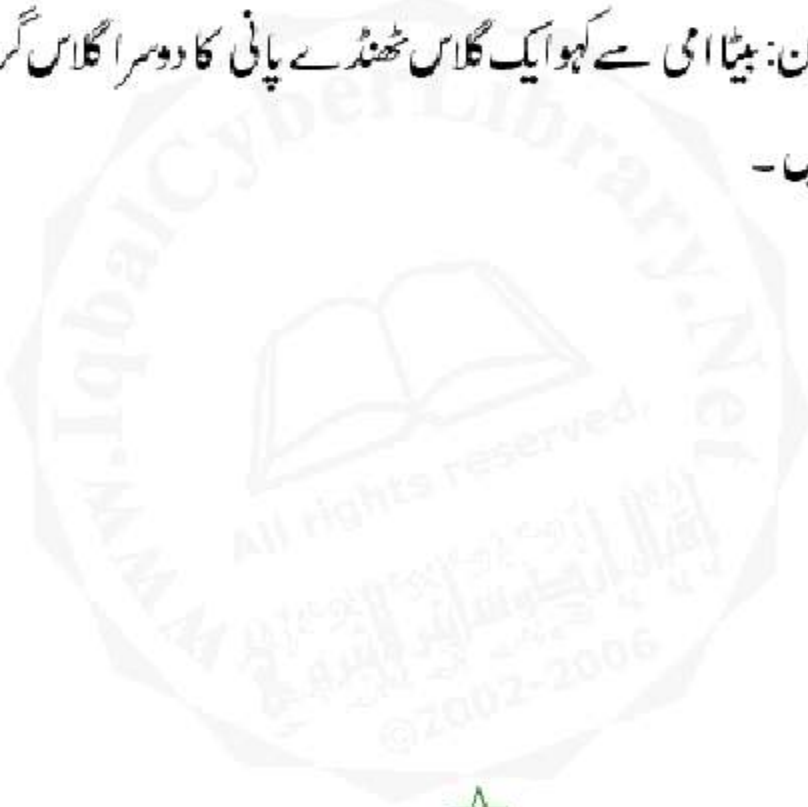 ن: بیٹا امی سے کہو ایک گلاس ٹھنڈے پانی کا دوسرا گلاس گر
ں ۔
www.IqbalCyberLibrary.Net
All rights reserved.
©2002-2006